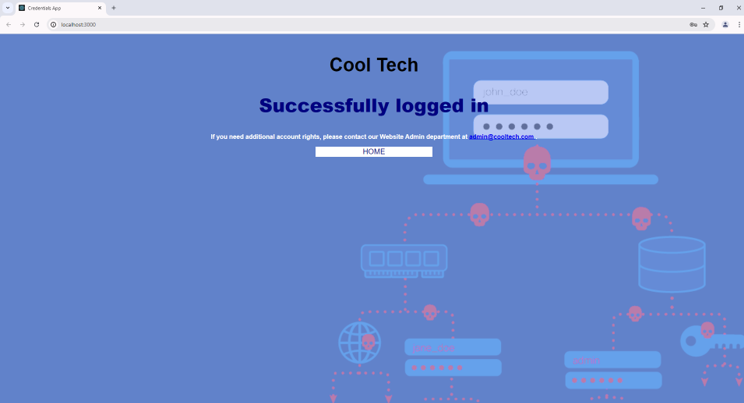 Credentials App
localhost:3000
Cool Tech
john_doe
Successfully logged in
If you need additional account rights, please contact our Website Admin department at admin@cooltech.com
HOME